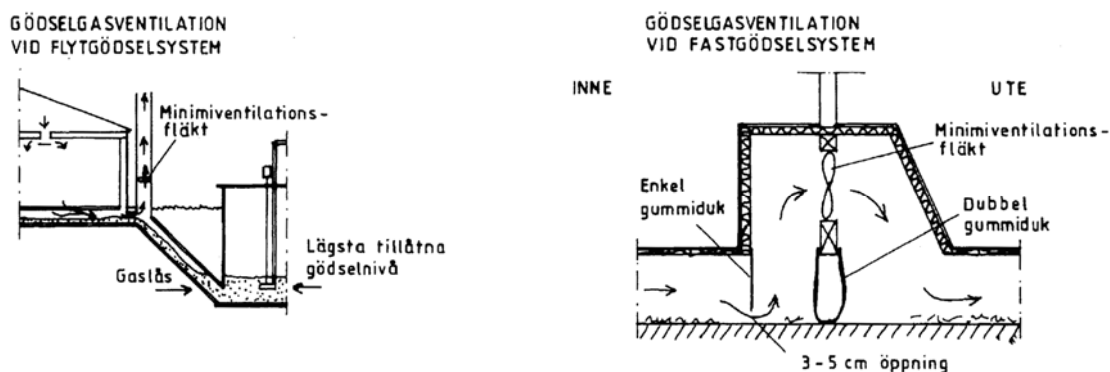 GÖDSELGASVENTILATION
VID FLYTGÖDSELSYSTEM
Minimiventilations-
fläkt
Gaslås
Lägsta tillåtna
gödselnivå
GÖDSELGASVENTILATION
VID FASTGÖDSELSYSTEM
INNE
UTE
Minimiventilations-
fläkt
Enkel
gummiduk
Dubbel
gummiduk
3-5 cm öppning